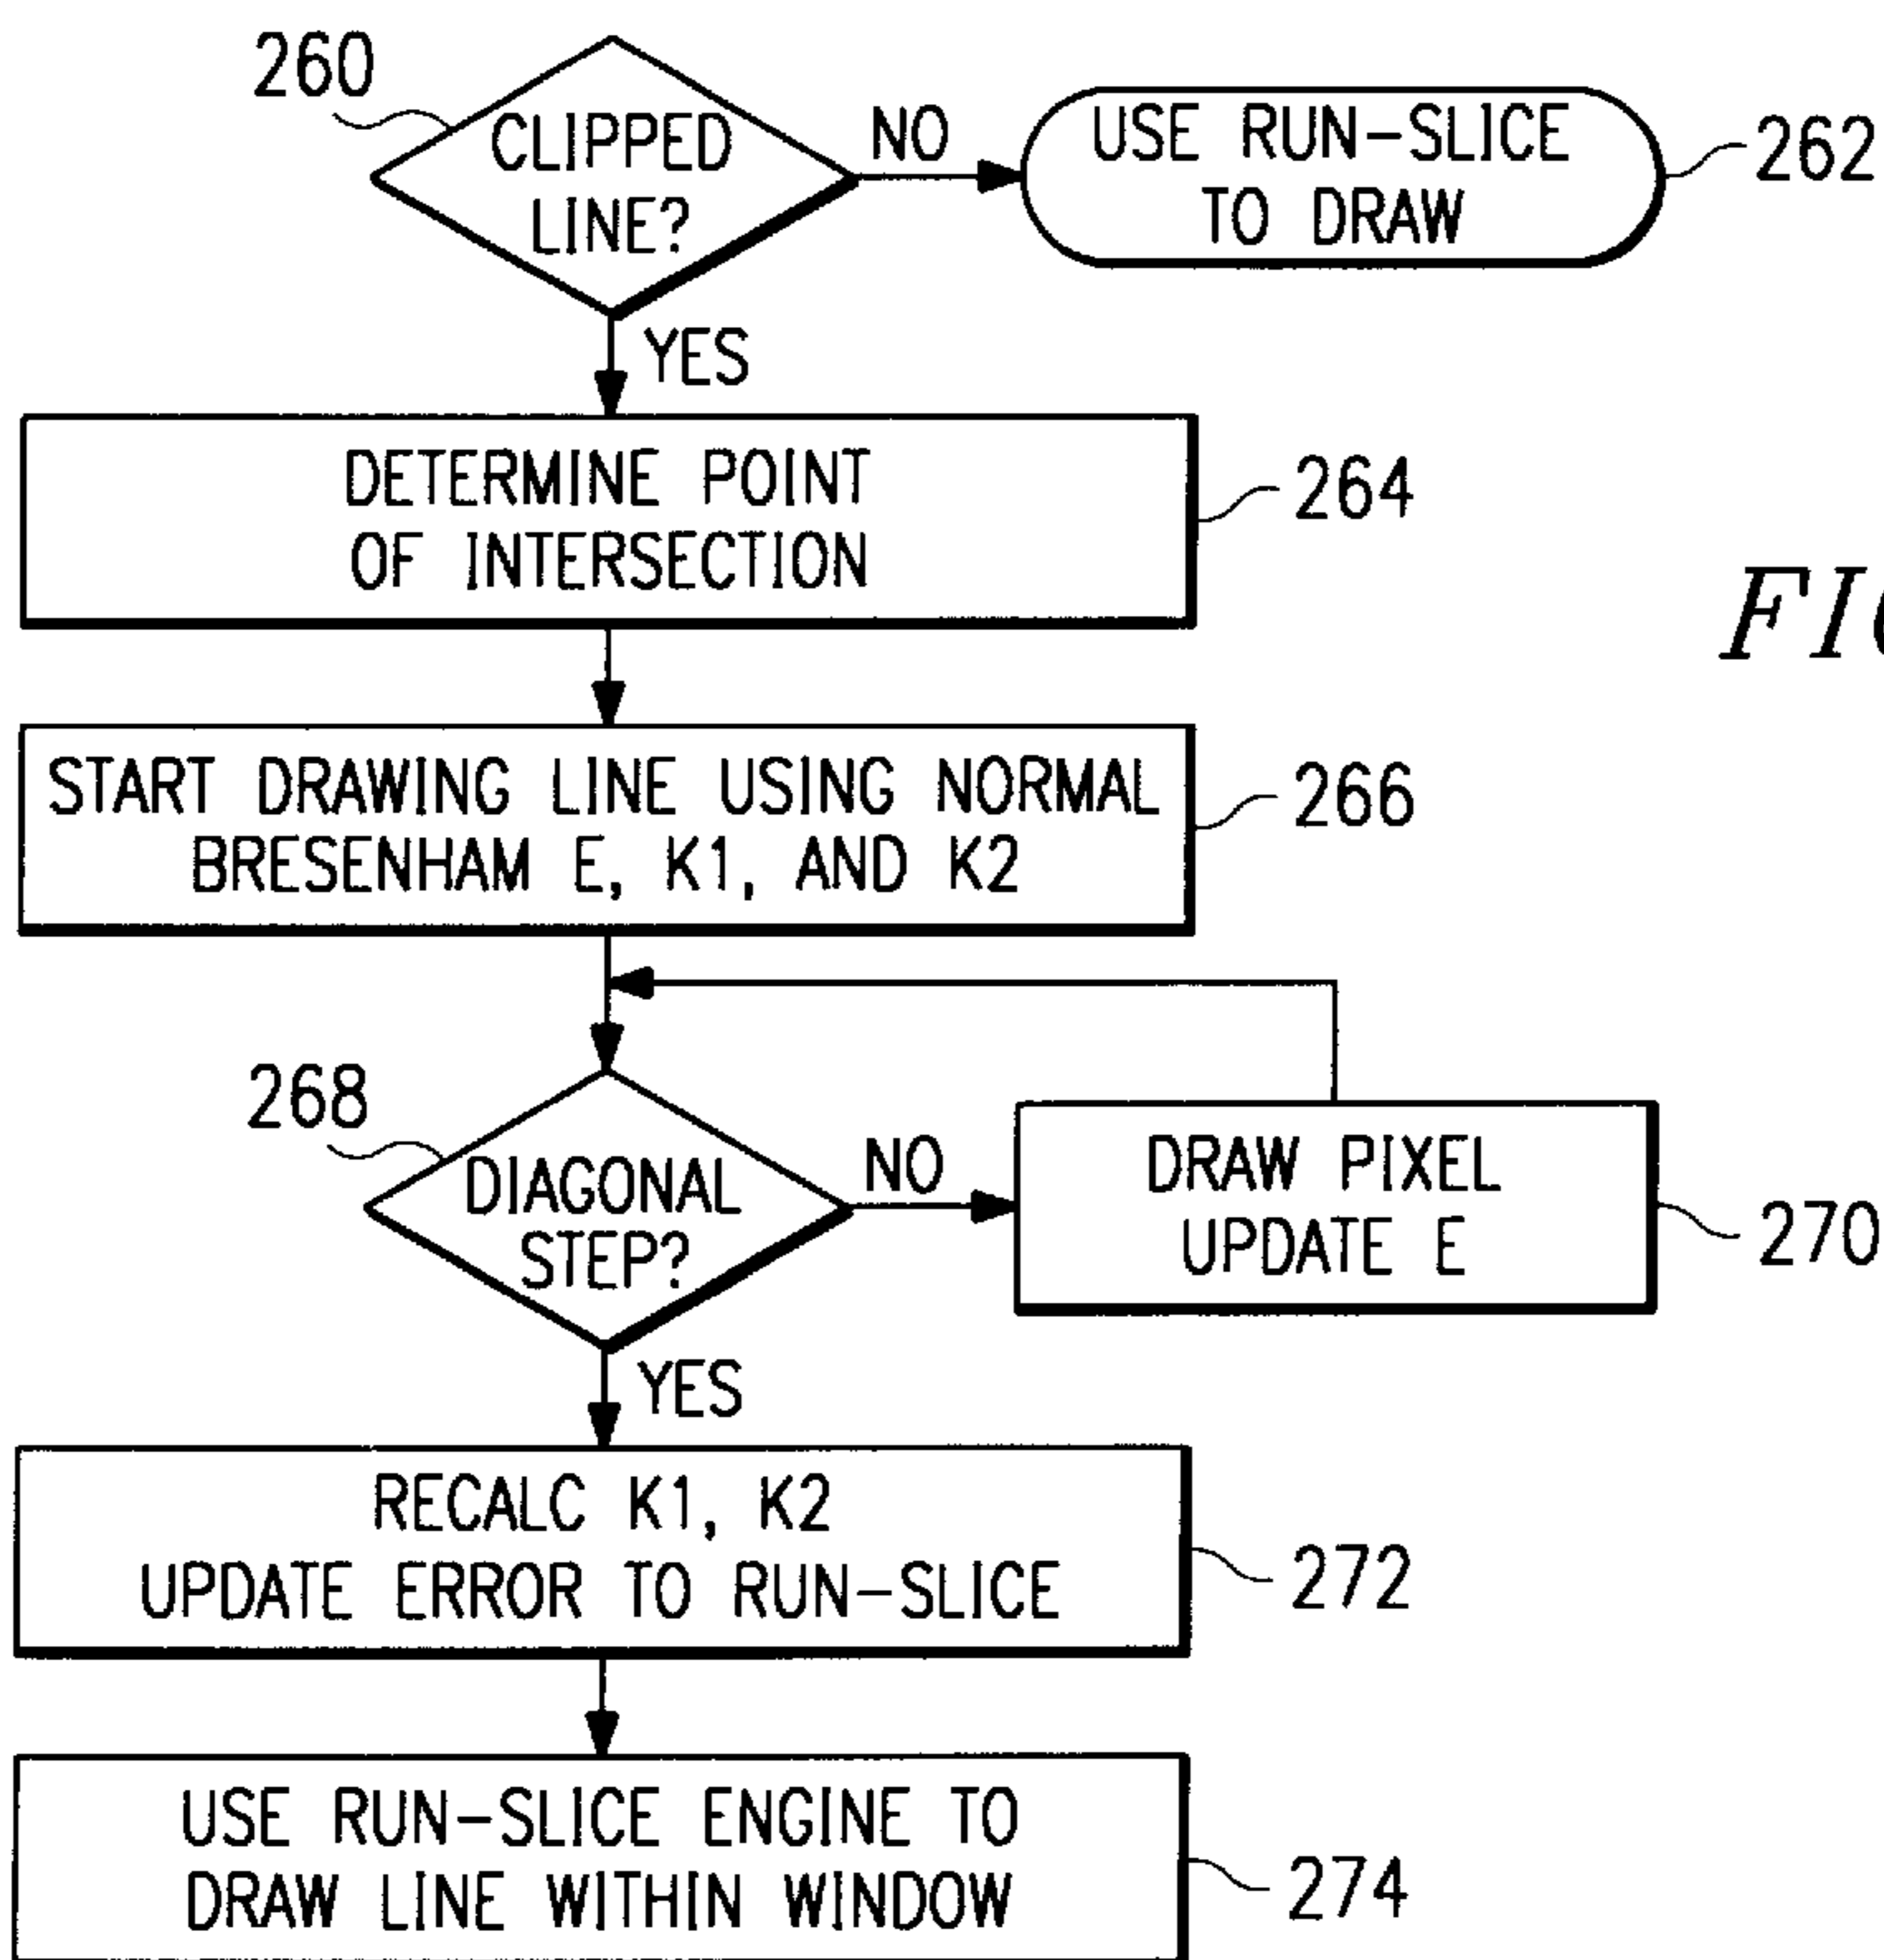 260
CLIPPED
LINE?
NO
USE RUN-SLICE
TO DRAW
262
YES
DETERMINE POINT
OF INTERSECTION
264
START DRAWING LINE USING NORMAL
BRESENHAM E, K1, AND K2
266
268
DIAGONAL
STEP?
NO
DRAW PIXEL
UPDATE E
270
YES
RECALC K1, K2
UPDATE ERROR TO RUN-SLICE
272
USE RUN-SLICE ENGINE TO
DRAW LINE WITHIN WINDOW
274